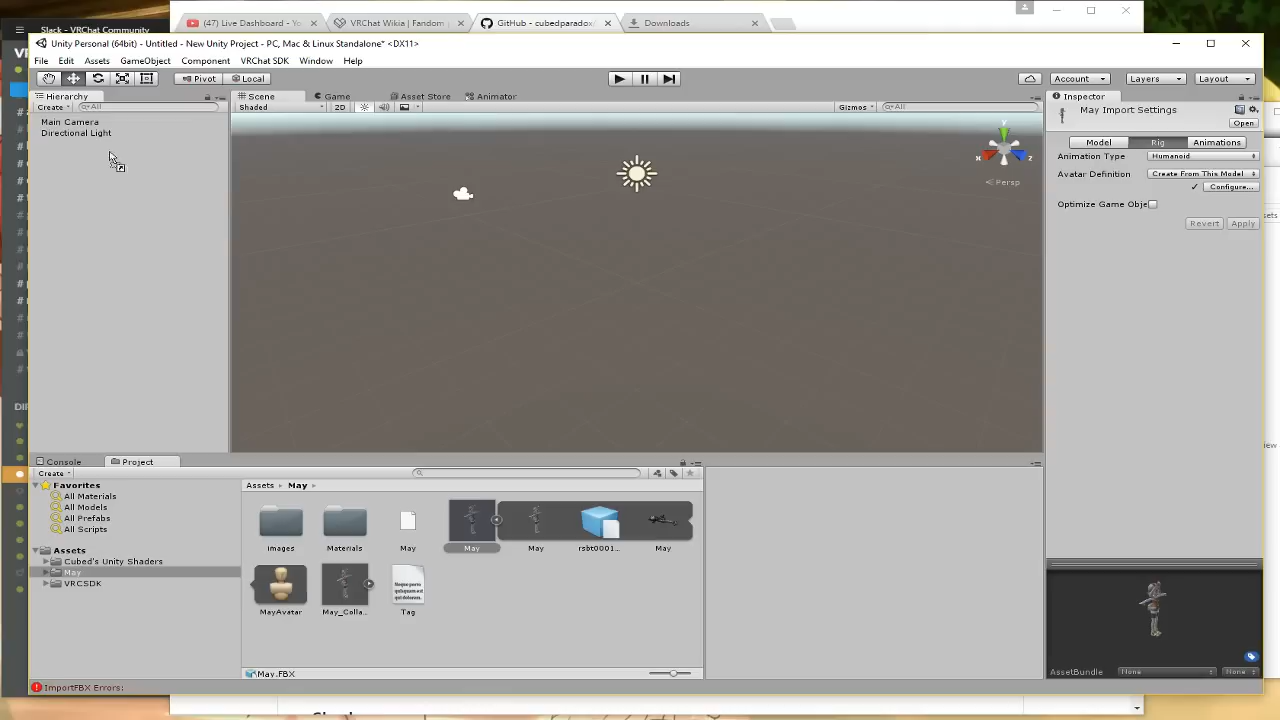 Slack - VRChat Community
(47) Live Dashboard - Yo
VRChat Wikia | Fandom
GitHub - cubedparadox/
Downloads
Unity Personal (64bit) - Untitled - New Unity Project - PC, Mac & Linux Standalone* <DX11>
File Edit Assets GameObject Component VRChat SDK Window Help
Pivot Local Account Layers Layout
Hierarchy
Create All
Main Camera
Directional Light
Scene Game Asset Store Animator
Shaded 2D Gizmos All
y
x z
Persp
Inspector
May Import Settings
Open
Model Rig Animations
Animation Type Humanoid
Avatar Definition Create From This Model
✓ Configure...
Optimize Game Obje
Revert Apply
Console Project
Create
Favorites
All Materials
All Models
All Prefabs
All Scripts
Assets
Cubed's Unity Shaders
May
VRCSDK
Assets May
images Materials May May May rsbt0001... May
MayAvatar May_Colla... Tag
May.FBX
AssetBundle None None
ImportFBX Errors: